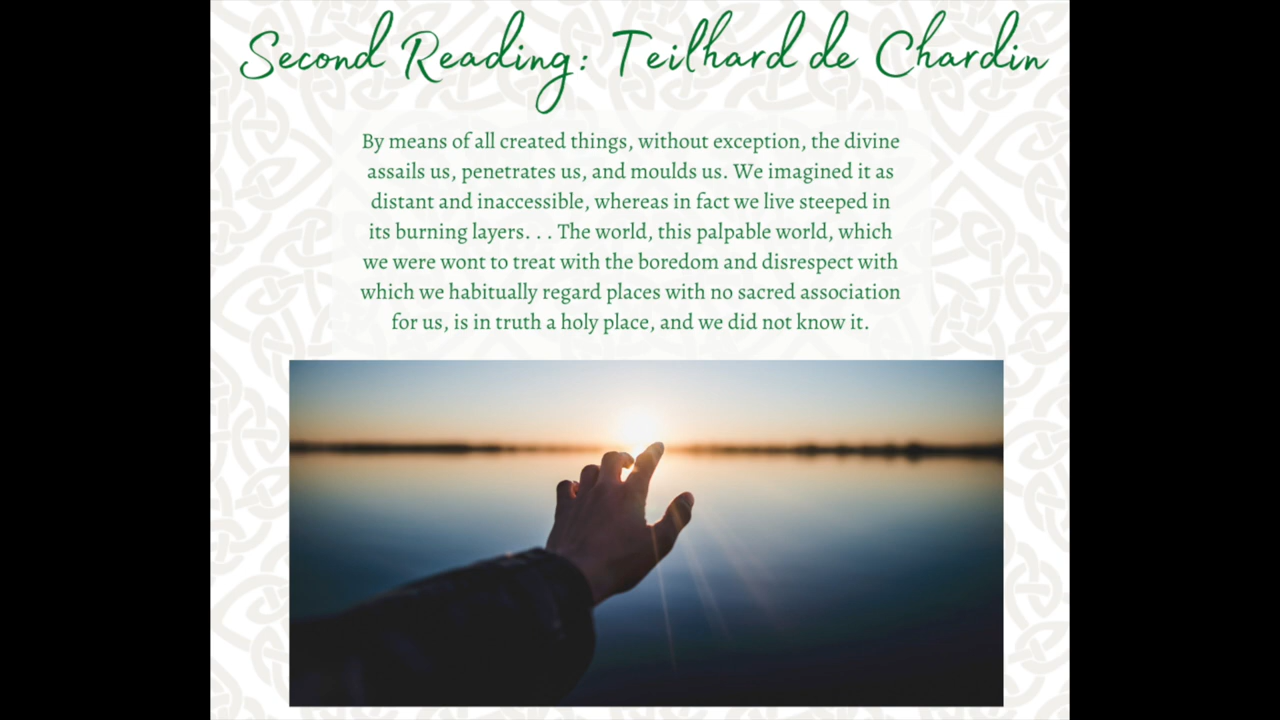 Second Reading: Teilhard de Chardin
By means of all created things, without exception, the divine
assails us, penetrates us, and moulds us. We imagined it as
distant and inaccessible, whereas in fact we live steeped in
its burning layers. . . The world, this palpable world, which
we were wont to treat with the boredom and disrespect with
which we habitually regard places with no sacred association
for us, is in truth a holy place, and we did not know it.